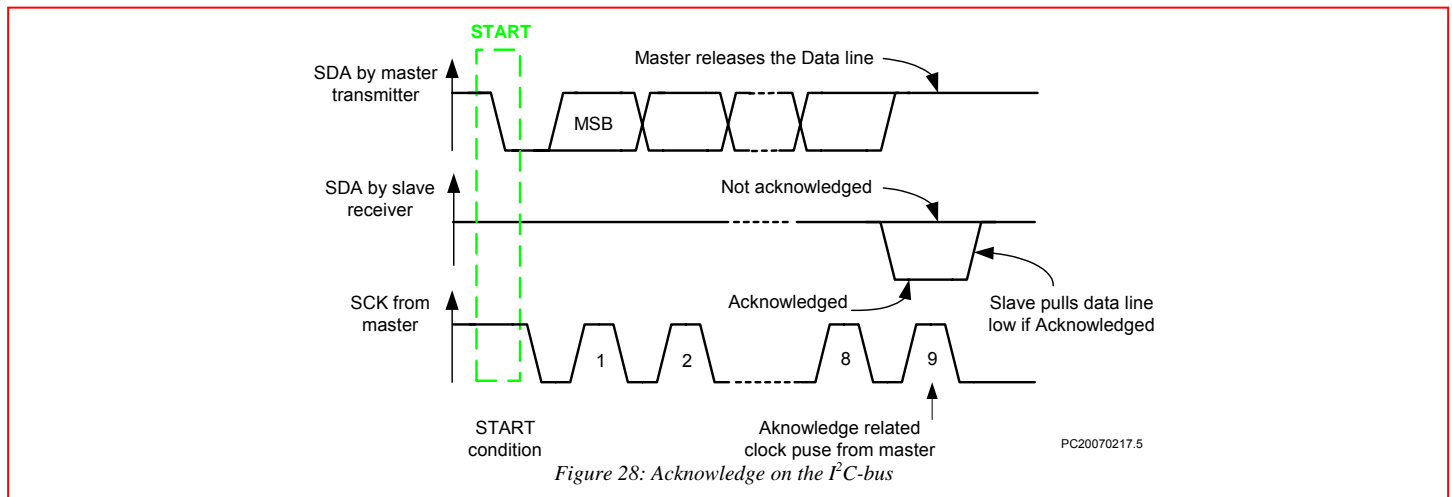 START
Master releases the Data line
SDA by master
transmitter
MSB
SDA by slave
receiver
Not acknowledged
Acknowledged
Slave pulls data line
low if Acknowledged
SCK from
master
1
2
8
9
START
condition
Aknowledge related
clock puse from master
PC20070217.5
Figure 28: Acknowledge on the I²C-bus